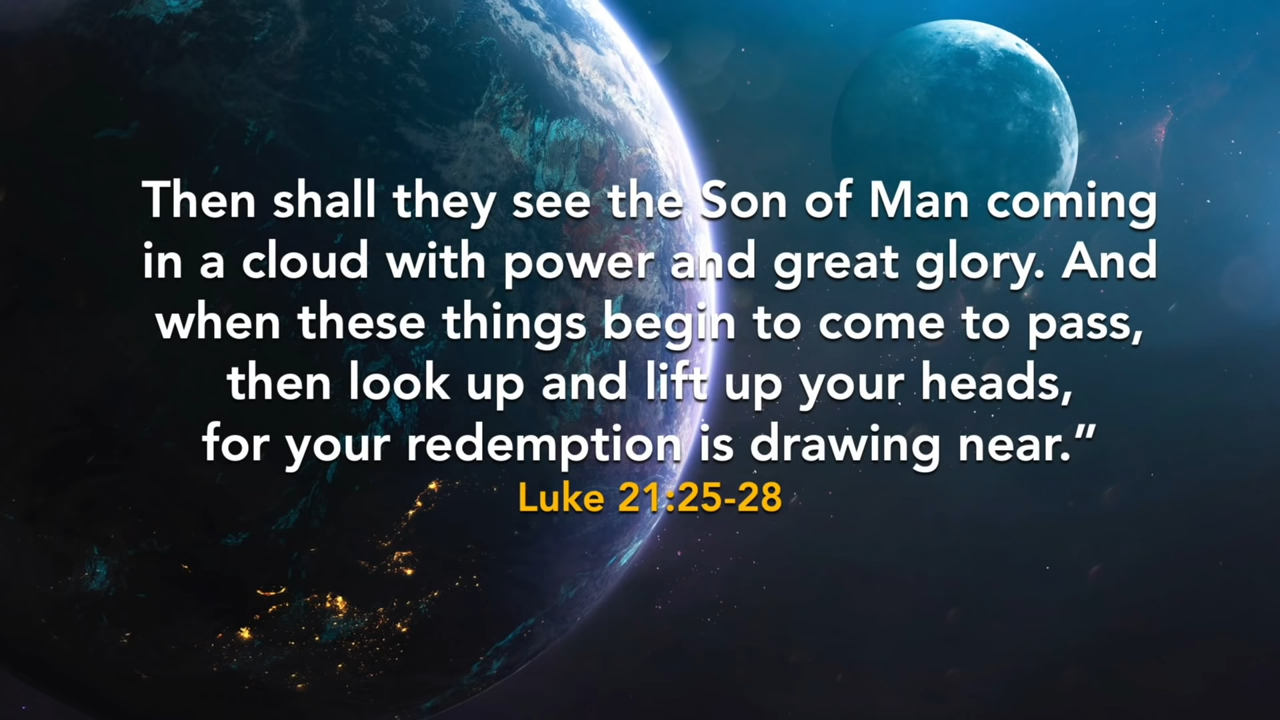 Then shall they see the Son of Man coming
in a cloud with power and great glory. And
when these things begin to come to pass,
then look up and lift up your heads,
for your redemption is drawing near.”
Luke 21:25-28